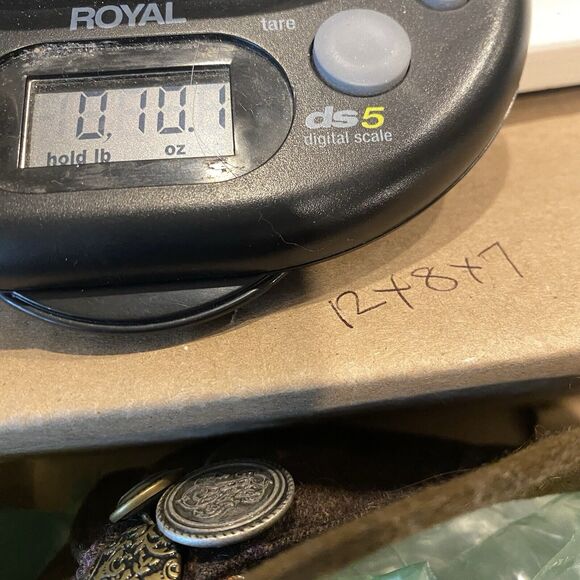 ROYAL
tare
0, 10.1
hold lb oz
ds5
digital scale
12x8x7